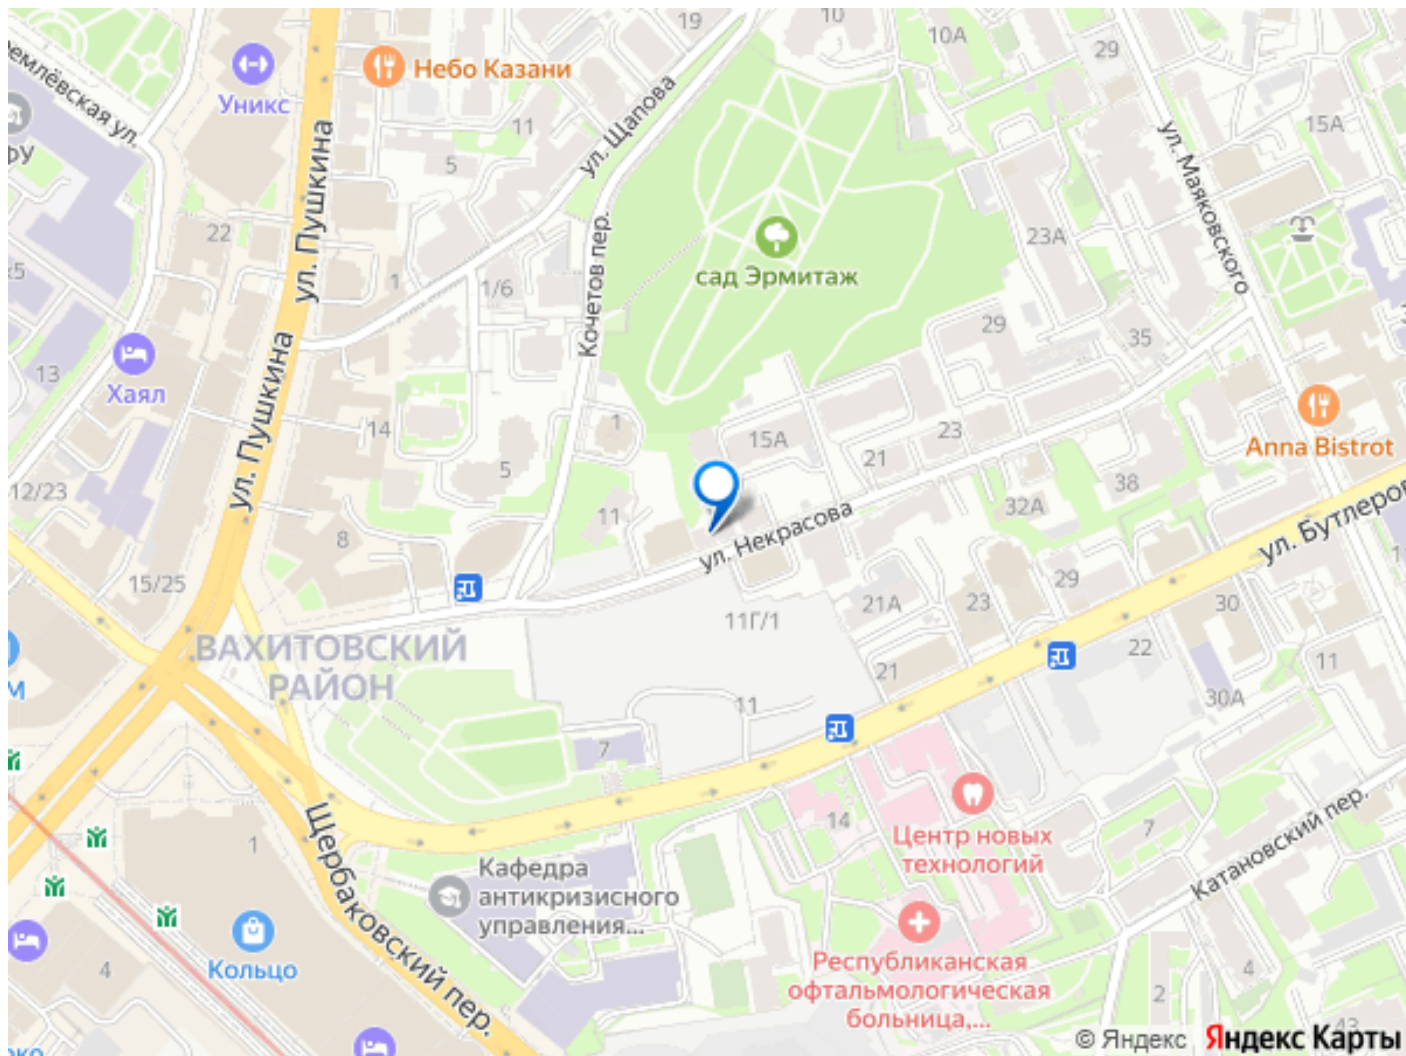 19
10
10А
29
Небо Казани
Уникс
емлёвская ул.
ул. Пушкина
11
5
ул. Щапова
ул. Маяковского
15А
22
Кочетов пер.
сад Эрмитаж
23А
1
1/6
ул. Пушкина
Хаял
13
29
35
14
1
15А
23
21
Anna Bistrot
5
12/23
11
38
32А
ул. Некрасова
ул. Бутлеров
8
15/25
29
21А
23
30
11Г/1
22
ВАХИТОВСКИЙ
РАЙОН
21
11
30А
11
7
М
Щербаковский пер.
1
14
Центр новых
технологий
7
Катановский пер.
Кафедра
антикризисного
управления...
Кольцо
4
Республиканская
офтальмологическая
больница,...
4
2
43
© Яндекс Яндекс Карты